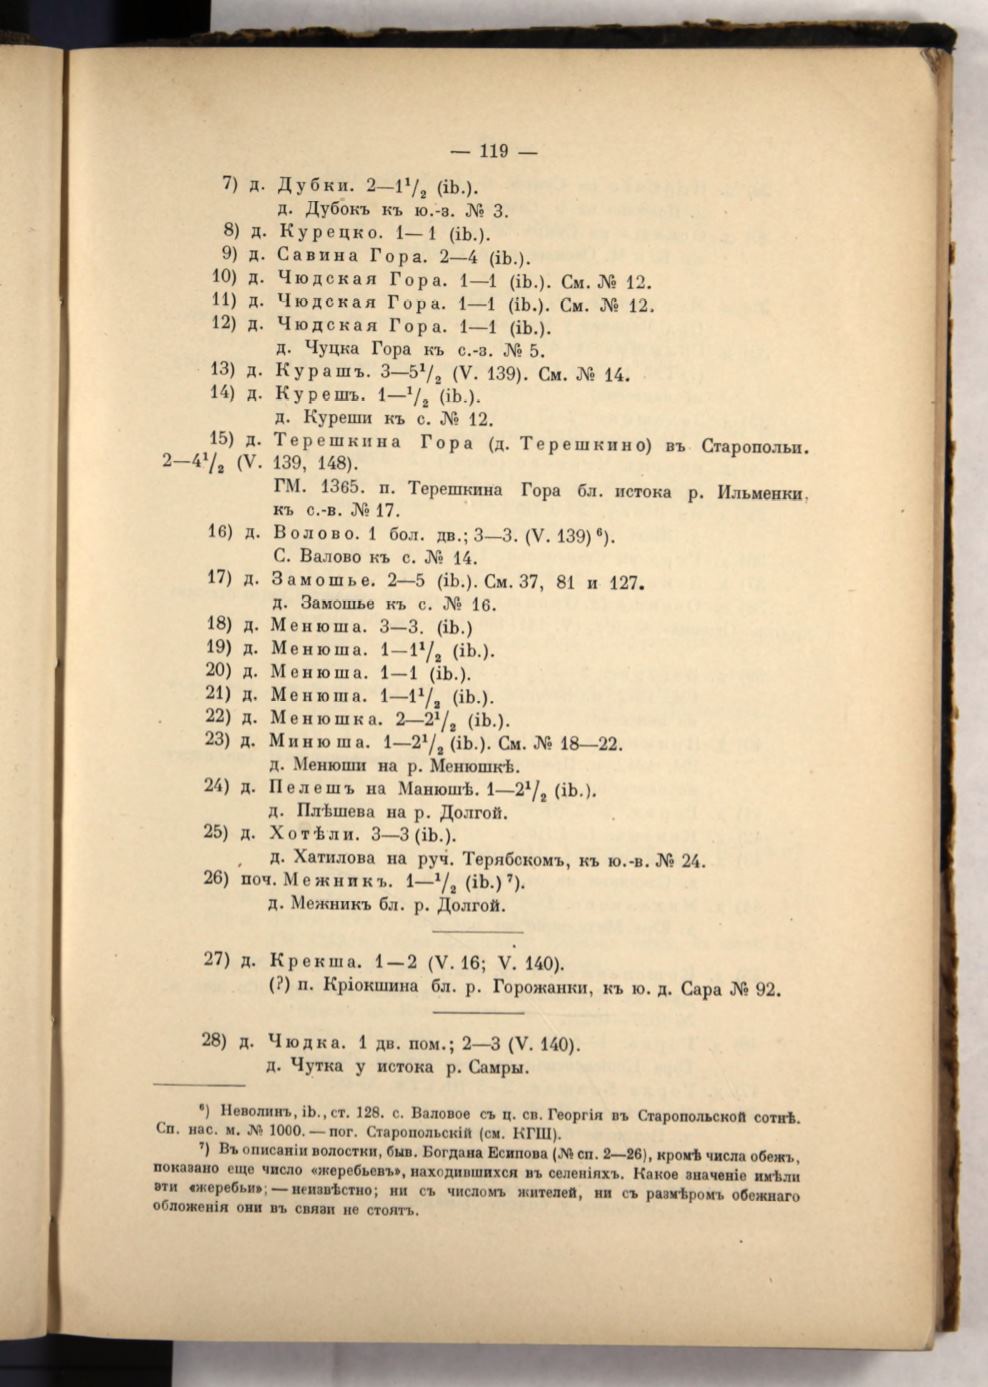 — 119 —
7) д. Дубки. 2—1¹/₂ (ib.).
д. Дубокъ къ ю.-з. № 3.
8) д. Курецко. 1—1 (ib.).
9) д. Савина Гора. 2—4 (ib.).
10) д. Чюдская Гора. 1—1 (ib.). См. № 12.
11) д. Чюдская Гора. 1—1 (ib.). См. № 12.
12) д. Чюдская Гора. 1—1 (ib.).
д. Чуцка Гора къ с.-з. № 5.
13) д. Курашъ. 3—5¹/₂ (V. 139). См. № 14.
14) д. Курешъ. 1—¹/₂ (ib.).
д. Куреши къ с. № 12.
15) д. Терешкина Гора (д. Терешкино) въ Старопольи.
2—4¹/₂ (V. 139, 148).
ГМ. 1365. п. Терешкина Гора бл. истока р. Ильменки,
къ с.-в. № 17.
16) д. Волово. 1 бол. дв.; 3—3. (V. 139) ⁶).
С. Валово къ с. № 14.
17) д. Замошье. 2—5 (ib.). См. 37, 81 и 127.
д. Замошье къ с. № 16.
18) д. Менюша. 3—3. (ib.)
19) д. Менюша. 1—1¹/₂ (ib.).
20) д. Менюша. 1—1 (ib.).
21) д. Менюша. 1—1¹/₂ (ib.).
22) д. Менюшка. 2—2¹/₂ (ib.).
23) д. Минюша. 1—2¹/₂ (ib.). См. № 18—22.
д. Менюши на р. Менюшкѣ.
24) д. Пелешъ на Манюшѣ. 1—2¹/₂ (ib.).
д. Плѣшева на р. Долгой.
25) д. Хотѣли. 3—3 (ib.).
д. Хатилова на руч. Терябскомъ, къ ю.-в. № 24.
26) поч. Межникъ. 1—¹/₂ (ib.) ⁷).
д. Межникъ бл. р. Долгой.
27) д. Крекша. 1—2 (V. 16; V. 140).
(?) п. Кріокшина бл. р. Горожанки, къ ю. д. Сара № 92.
28) д. Чюдка. 1 дв. пом.; 2—3 (V. 140).
д. Чутка у истока р. Самры.
⁶) Неволинъ, ib., ст. 128. с. Валовое съ ц. св. Георгія въ Старопольской сотнѣ.
Сп. нас. м. № 1000. — пог. Старопольскій (см. КГШ).
⁷) Въ описаніи волостки, быв. Богдана Есипова (№ сп. 2—26), кромѣ числа обежъ,
показано еще число «жеребьевъ», находившихся въ селеніяхъ. Какое значеніе имѣли
эти «жеребьи»; — неизвѣстно; ни съ числомъ жителей, ни съ размѣромъ обежнаго
обложенія они въ связи не стоятъ.